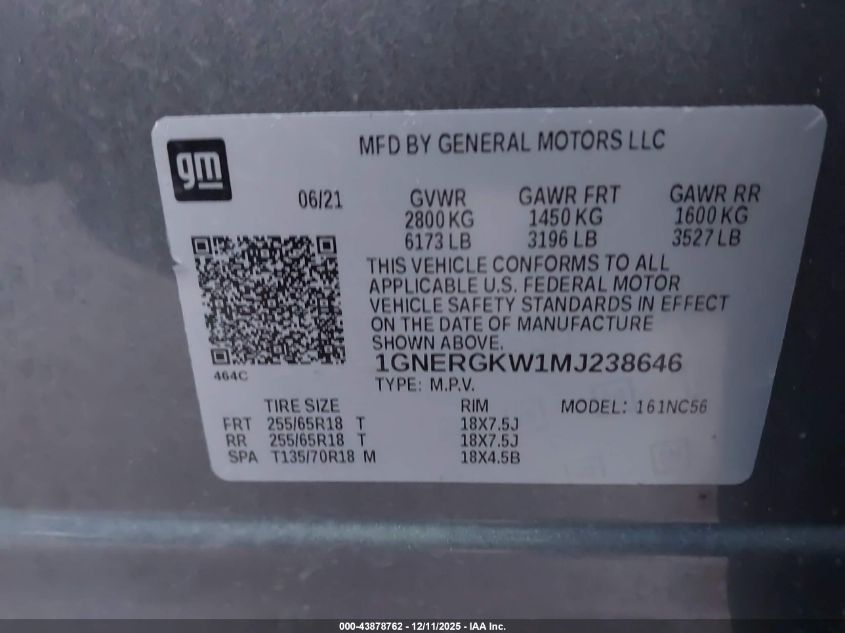 MFD BY GENERAL MOTORS LLC
gm
06/21 GVWR GAWR FRT GAWR RR
2800 KG 1450 KG 1600 KG
6173 LB 3196 LB 3527 LB
THIS VEHICLE CONFORMS TO ALL
APPLICABLE U.S. FEDERAL MOTOR
VEHICLE SAFETY STANDARDS IN EFFECT
ON THE DATE OF MANUFACTURE
SHOWN ABOVE.
1GNERGKW1MJ238646
464C
TYPE: M.P.V.
TIRE SIZE RIM MODEL: 161NC56
FRT 255/65R18 T 18X7.5J
RR 255/65R18 T 18X7.5J
SPA T135/70R18 M 18X4.5B
000-43878762 - 12/11/2025 - IAA Inc.